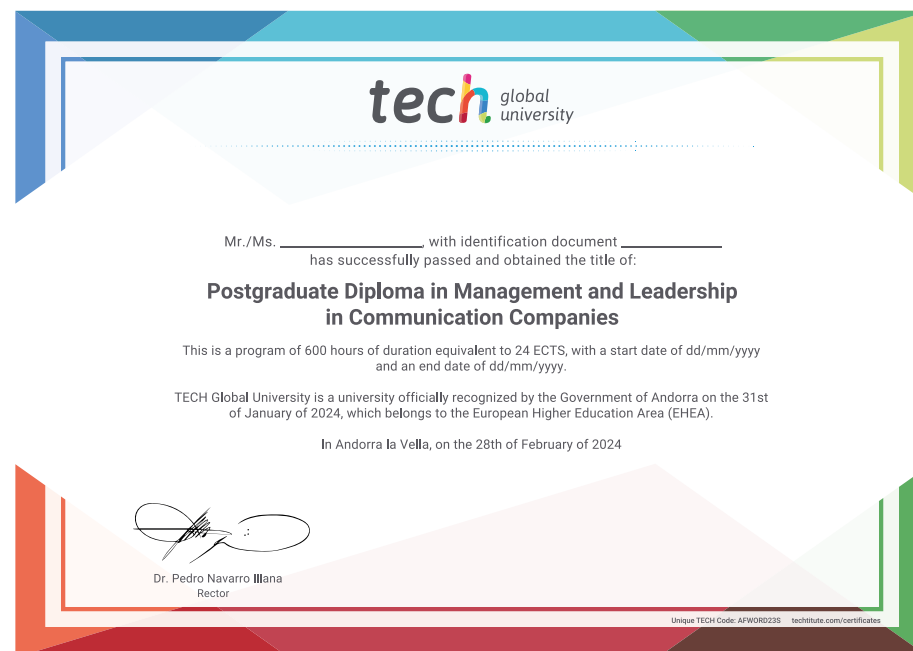 tech global
university
Mr./Ms. ____________________, with identification document ______________
has successfully passed and obtained the title of:
Postgraduate Diploma in Management and Leadership
in Communication Companies
This is a program of 600 hours of duration equivalent to 24 ECTS, with a start date of dd/mm/yyyy
and an end date of dd/mm/yyyy.
TECH Global University is a university officially recognized by the Government of Andorra on the 31st
of January of 2024, which belongs to the European Higher Education Area (EHEA).
In Andorra la Vella, on the 28th of February of 2024
Dr. Pedro Navarro Illana
Rector
Unique TECH Code: AFWORD23S techtitute.com/certificates